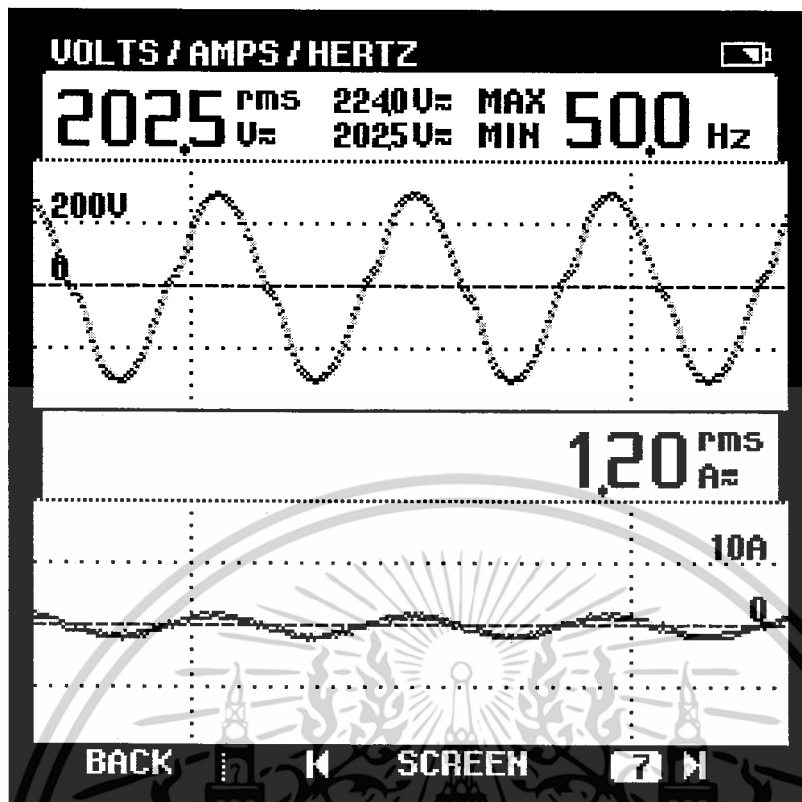 VOLTS / AMPS / HERTZ
202.5 rms V≂ 224.0 V≂ MAX 50.0 Hz
202.5 V≂ MIN
200V
0
1.20 rms A≂
10A
0
BACK SCREEN 7